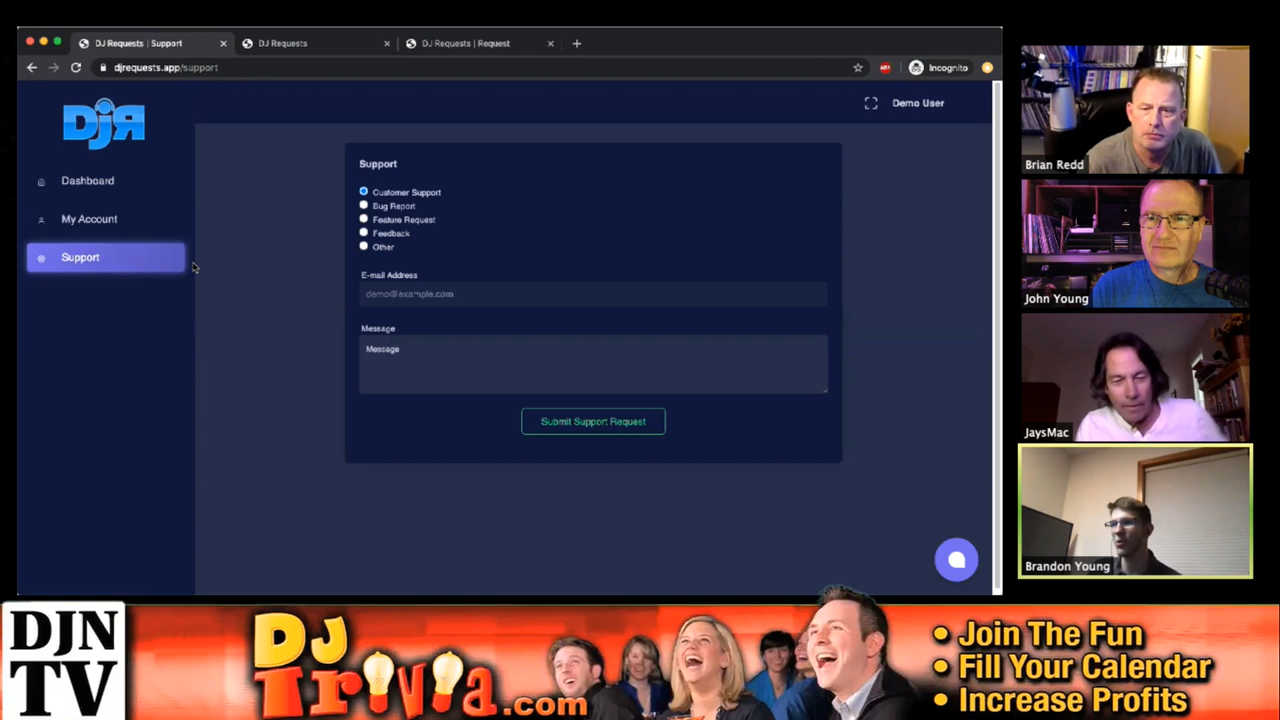 DJ Requests | Support
DJ Requests
DJ Requests | Request
djrequests.app/support
ABP
Incognito
DJR
Demo User
Dashboard
My Account
Support
Support
Customer Support
Bug Report
Feature Request
Feedback
Other
E-mail Address
demo@example.com
Message
Message
Submit Support Request
Brian Redd
John Young
JaysMac
Brandon Young
DJN
TV
DJ
Trivia.com
• Join The Fun
• Fill Your Calendar
• Increase Profits